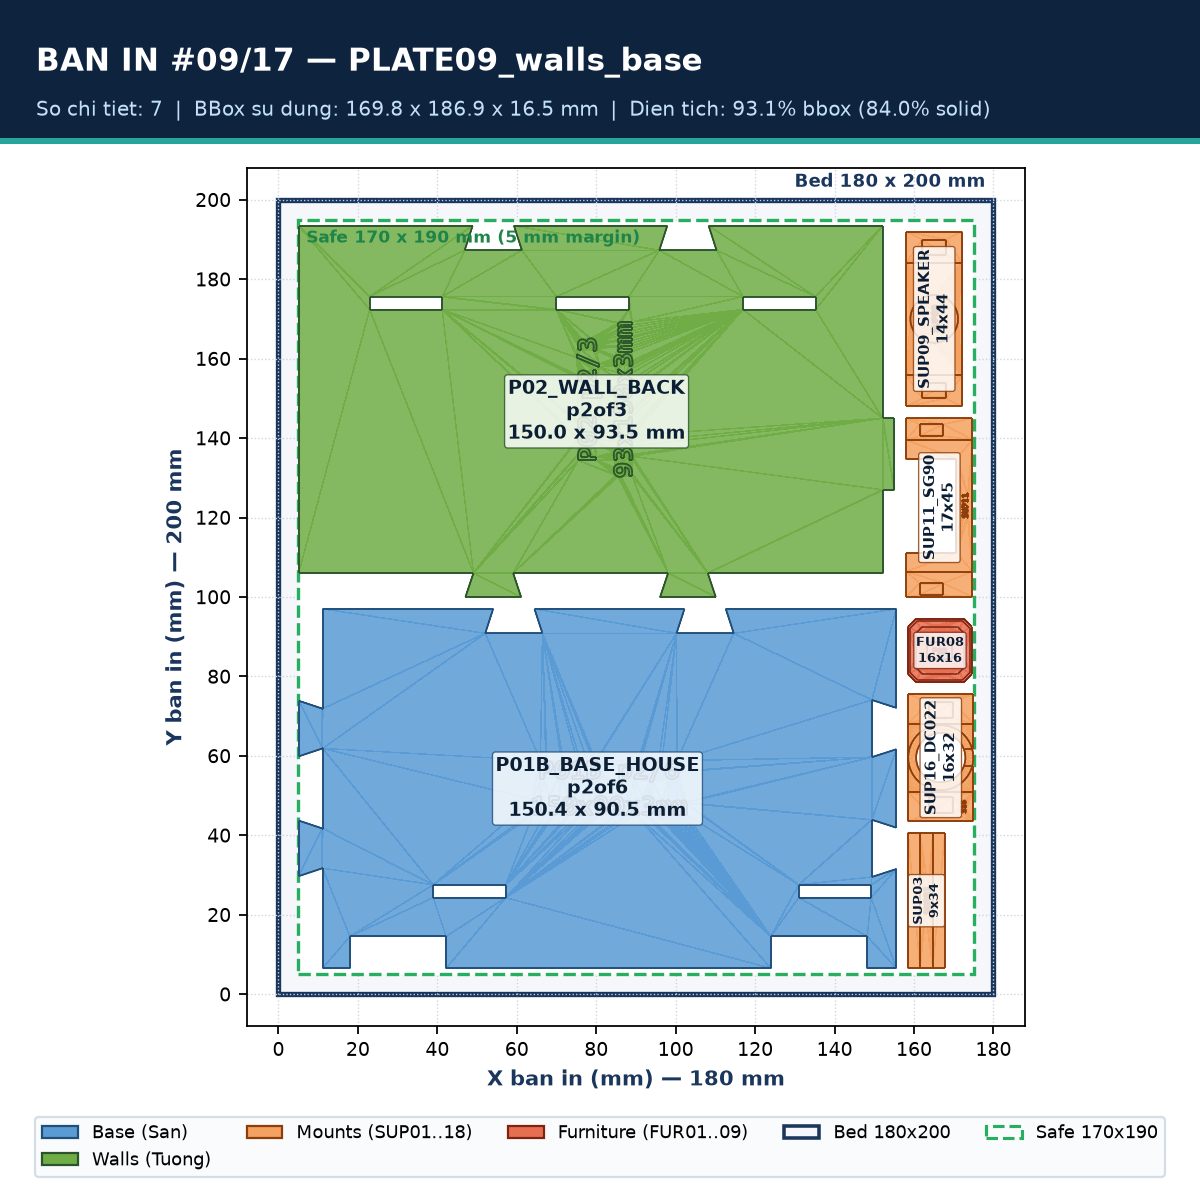 BAN IN #09/17 — PLATE09_walls_base
So chi tiet: 7 | BBox su dung: 169.8 x 186.9 x 16.5 mm | Dien tich: 93.1% bbox (84.0% solid)
Bed 180 x 200 mm
Safe 170 x 190 mm (5 mm margin)
P02_WALL_BACK
p2of3
150.0 x 93.5 mm
SUP09_SPEAKER
14x44
SUP11_SG90
17x45
SUP11
FUR08
16x16
P01B_BASE_HOUSE
p2of6
150.4 x 90.5 mm
SUP16_DC022
16x32
SUP03
9x34
200
180
160
140
120
100
80
60
40
20
0
Y ban in (mm) — 200 mm
0 20 40 60 80 100 120 140 160 180
X ban in (mm) — 180 mm
Base (San)
Mounts (SUP01..18)
Furniture (FUR01..09)
Bed 180x200
Safe 170x190
Walls (Tuong)